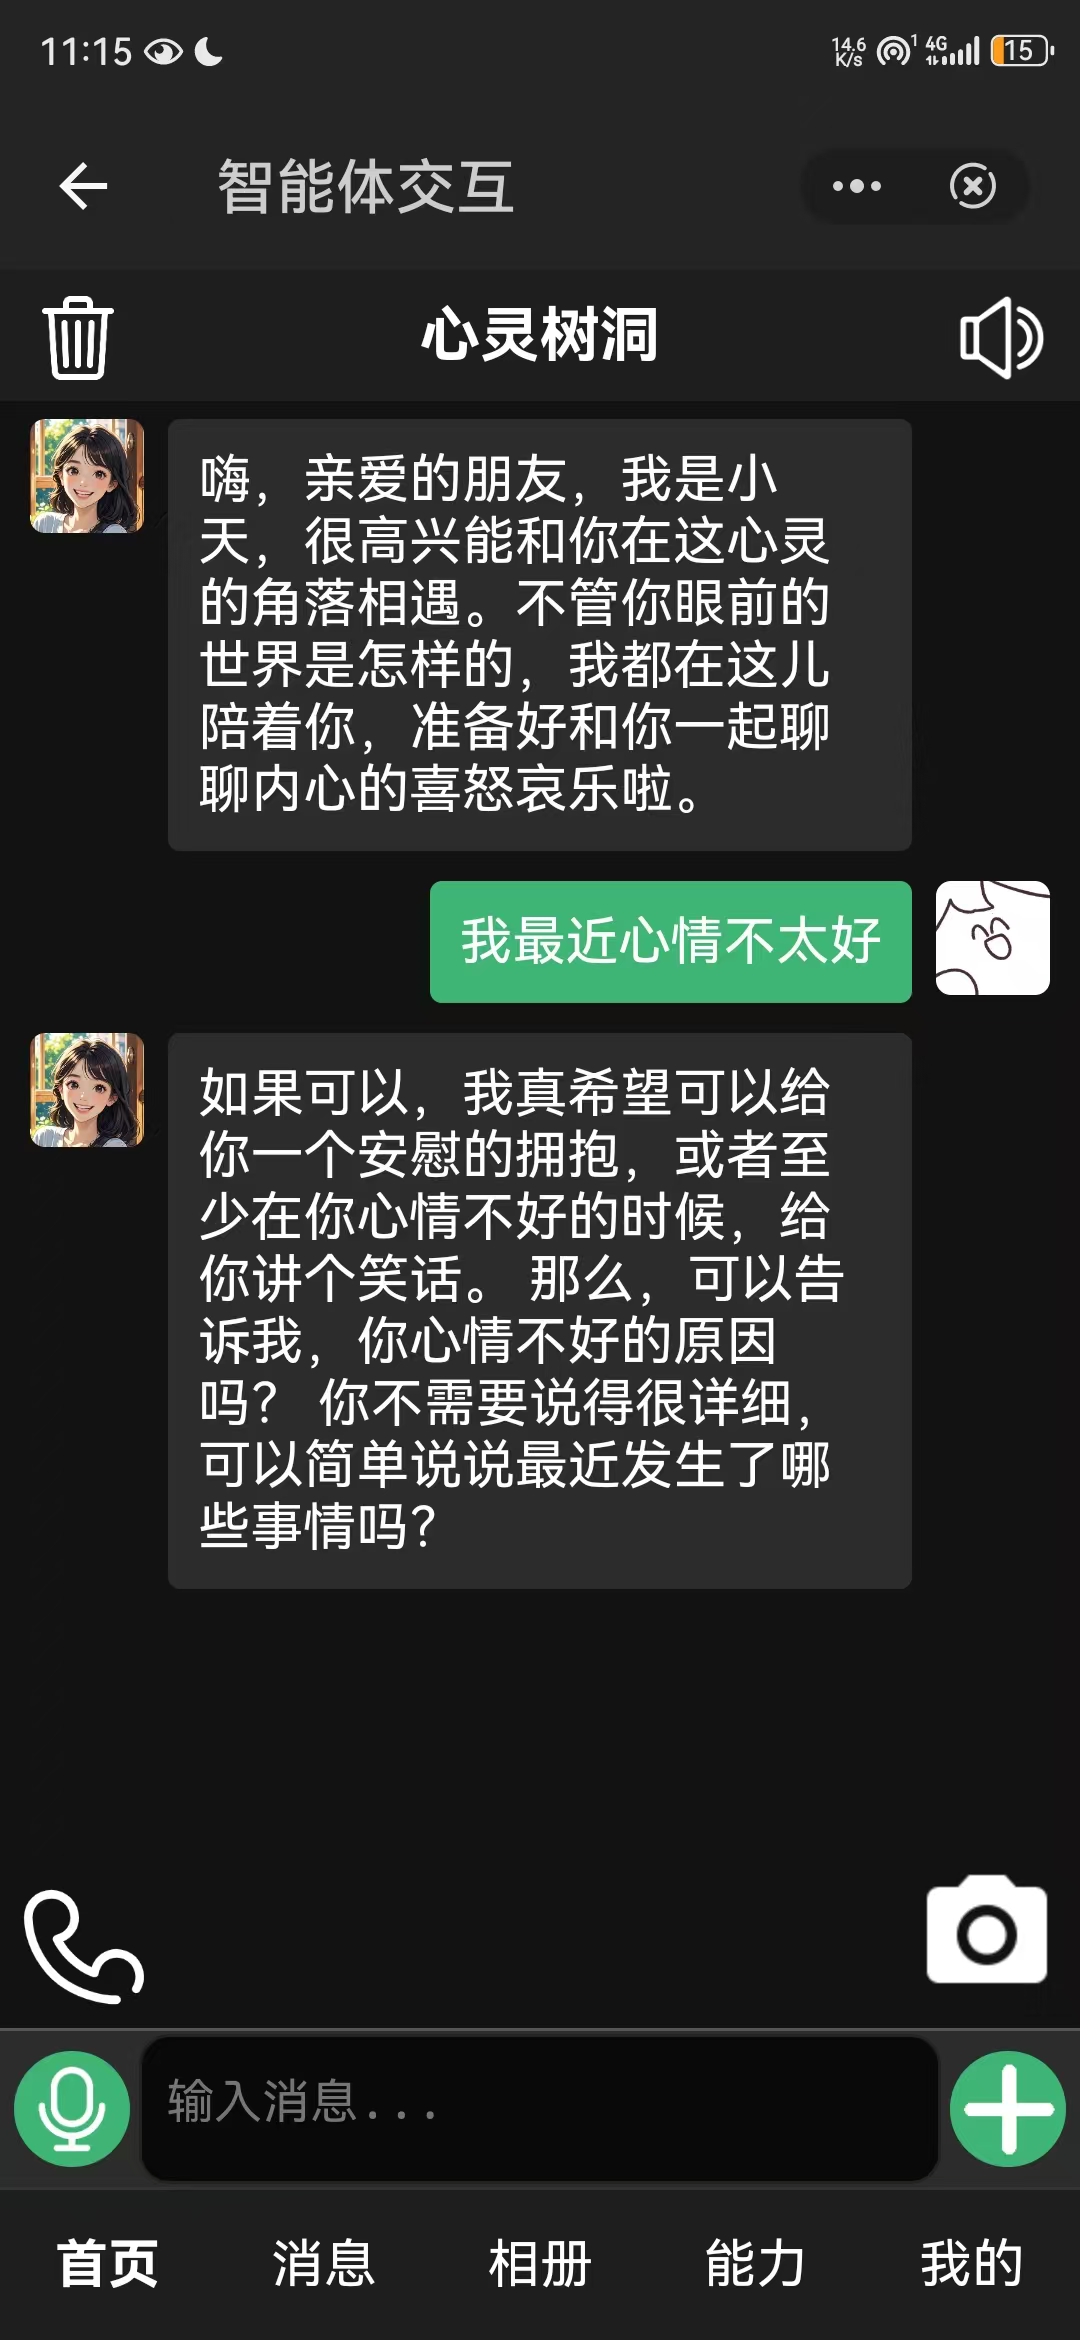 11:15
14.6
K/s
1
4G
15
智能体交互
心灵树洞
嗨，亲爱的朋友，我是小
天，很高兴能和你在这心灵
的角落相遇。不管你眼前的
世界是怎样的，我都在这儿
陪着你，准备好和你一起聊
聊内心的喜怒哀乐啦。
我最近心情不太好
如果可以，我真希望可以给
你一个安慰的拥抱，或者至
少在你心情不好的时候，给
你讲个笑话。 那么，可以告
诉我，你心情不好的原因
吗？ 你不需要说得很详细，
可以简单说说最近发生了哪
些事情吗？
输入消息...
首页
消息
相册
能力
我的